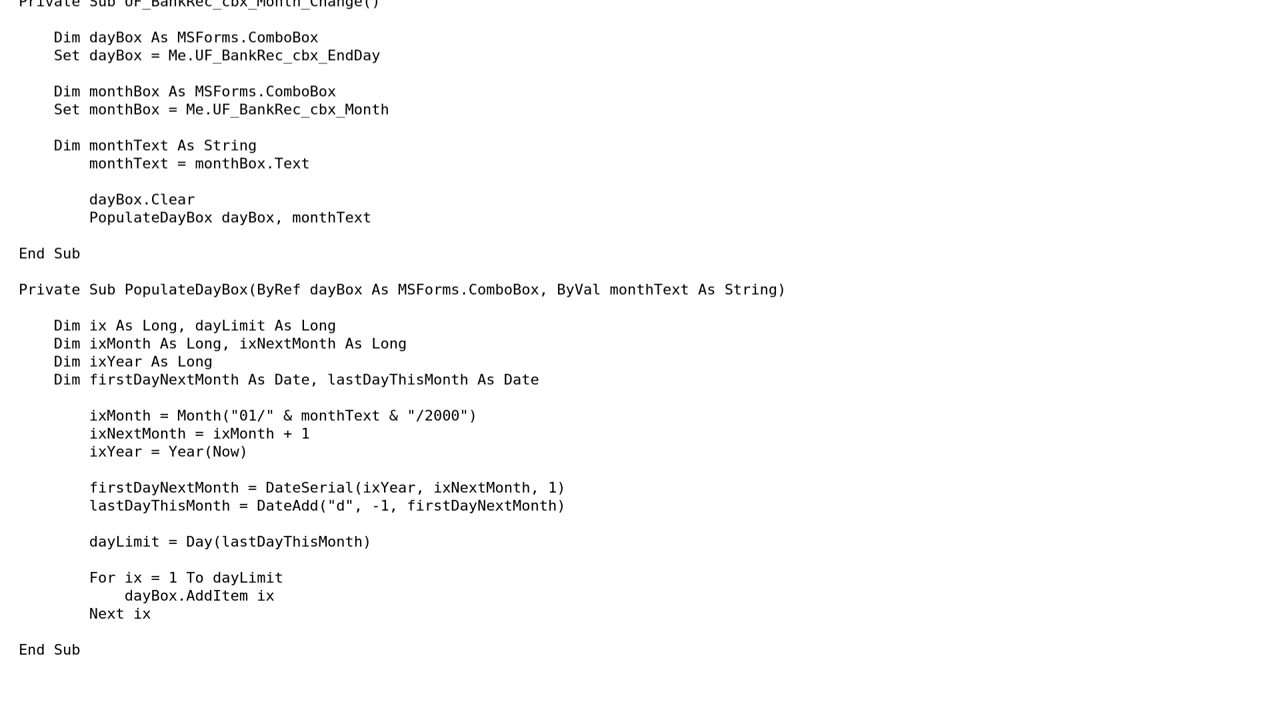 Private Sub UF_BankRec_cbx_Month_Change()
Dim dayBox As MSForms.ComboBox
Set dayBox = Me.UF_BankRec_cbx_EndDay
Dim monthBox As MSForms.ComboBox
Set monthBox = Me.UF_BankRec_cbx_Month
Dim monthText As String
monthText = monthBox.Text
dayBox.Clear
PopulateDayBox dayBox, monthText
End Sub
Private Sub PopulateDayBox(ByRef dayBox As MSForms.ComboBox, ByVal monthText As String)
Dim ix As Long, dayLimit As Long
Dim ixMonth As Long, ixNextMonth As Long
Dim ixYear As Long
Dim firstDayNextMonth As Date, lastDayThisMonth As Date
ixMonth = Month("01/" & monthText & "/2000")
ixNextMonth = ixMonth + 1
ixYear = Year(Now)
firstDayNextMonth = DateSerial(ixYear, ixNextMonth, 1)
lastDayThisMonth = DateAdd("d", -1, firstDayNextMonth)
dayLimit = Day(lastDayThisMonth)
For ix = 1 To dayLimit
dayBox.AddItem ix
Next ix
End Sub